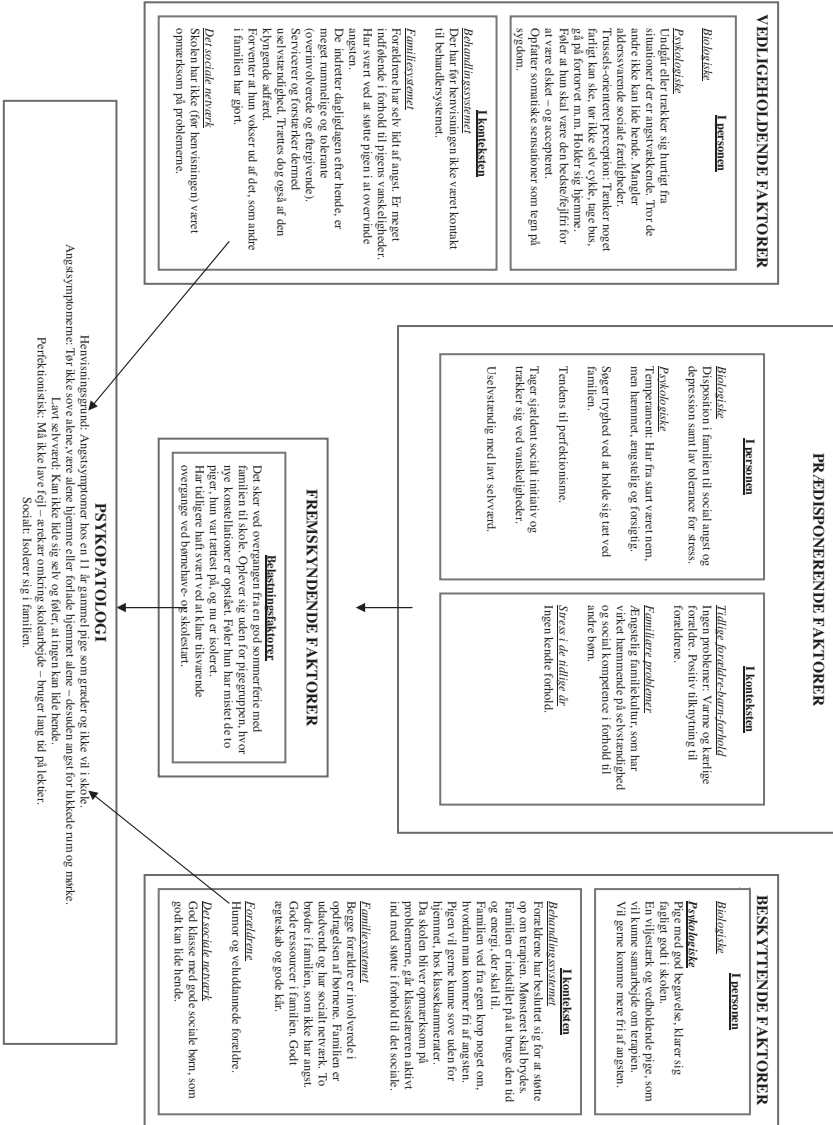 VEDLIGEHOLDENDE FAKTORER
I personen
Biologiske
Psykologiske
Undgår eller trækker sig hurtigt fra
situationer der er angstvækkende. Tror de
andre ikke kan lide hende. Mangler
alderssvarende sociale færdigheder.
Trussels-orienteret perception: Tænker noget
farligt kan ske, tør ikke selv cykle, tage bus,
gå på fortorvet m.m. Holder sig hjemme.
Føler at hun skal være den bedste/fejlfri for
at være elsket – og accepteret.
Opfatter somatiske sensationer som tegn på
sygdom.
I konteksten
Behandlingssystemet
Der har før henvisningen ikke været kontakt
til behandlersystemet.
Familiesystemet
Forældrene har selv lidt af angst. Er meget
indfølende i forhold til pigens vanskeligheder.
Har svært ved at støtte pigen i at overvinde
angsten.
De indretter dagligdagen efter hende, er
meget rummelige og tolerante
(overinvolverede og eftergivende).
Servicerer og forstærker dermed
uselvstændighed. Trættes dog også af den
klyngende adfærd.
Forventer at hun vokser ud af det, som andre
i familien har gjort.
Det sociale netværk
Skolen har ikke (før henvisningen) været
opmærksom på problemerne.
PRÆDISPONERENDE FAKTORER
I personen
Biologiske
Disposition i familien til social angst og
depression samt lav tolerance for stress.
Psykologiske
Temperament: Har fra start været nem,
men hæmmet, ængstelig og forsigtig.
Søger tryghed ved at holde sig tæt ved
familien.
Tendens til perfektionisme.
Tager sjældent socialt initiativ og
trækker sig ved vanskeligheder.
Uselvstændig med lavt selvværd.
I konteksten
Tidlige forældre-barn-forhold
Ingen problemer: Varme og kærlige
forældre. Positiv tilknytning til
forældrene.
Familiære problemer
Ængstelig familiekultur, som har
virket hæmmende på selvstændighed
og social kompetence i forhold til
andre børn.
Stress i de tidlige år
Ingen kendte forhold.
FREMSKYNDENDE FAKTORER
Belastningsfaktorer
Det sker ved overgangen fra en god sommerferie med
familien til skole. Oplever sig uden for pigegruppen, hvor
nye konstellationer er opstået. Føler hun har mistet de to
piger, hun var tættest på, og nu er isoleret.
Har tidligere haft svært ved at klare tilsvarende
overgange ved børnehave- og skolestart.
BESKYTTENDE FAKTORER
I personen
Biologiske
Psykologiske
Pige med god begavelse, klarer sig
fagligt godt i skolen.
En viljestærk og vedholdende pige, som
vil kunne samarbejde om terapien.
Vil gerne komme mere fri af angsten.
I konteksten
Behandlingssystemet
Forældrene har besluttet sig for at støtte
op om terapien. Mønsteret skal brydes.
Familien er indstillet på at bruge den tid
og energi, der skal til.
Familien ved fra egen krop noget om,
hvordan man kommer fri af angsten.
Pigen vil gerne kunne sove uden for
hjemmet, hos klassekammerater.
Da skolen bliver opmærksom på
problemerne, går klasselæreren aktivt
ind med støtte i forhold til det sociale.
Familiesystemet
Begge forældre er involverede i
opdragelsen af børnene. Familien er
udadvendt og har socialt netværk. To
brødre i familien, som ikke har angst.
Gode ressourcer i familien. Godt
ægteskab og gode kår.
Forældrene
Humor og veluddannede forældre.
Det sociale netværk
God klasse med gode sociale børn, som
godt kan lide hende.
PSYKOPATOLOGI
Henvisningsgrund: Angstsymptomer hos en 11 år gammel pige som græder og ikke vil i skole.
Angstsymptomerne: Tør ikke sove alene,være alene hjemme eller forlade hjemmet alene – desuden angst for lukkede rum og mørke.
Lavt selvværd: Kan ikke lide sig selv og føler, at ingen kan lide hende.
Perfektionistisk: Må ikke lave fejl – ærekær omkring skolearbejde – bruger lang tid på lektier.
Socialt: Isolerer sig i familien.